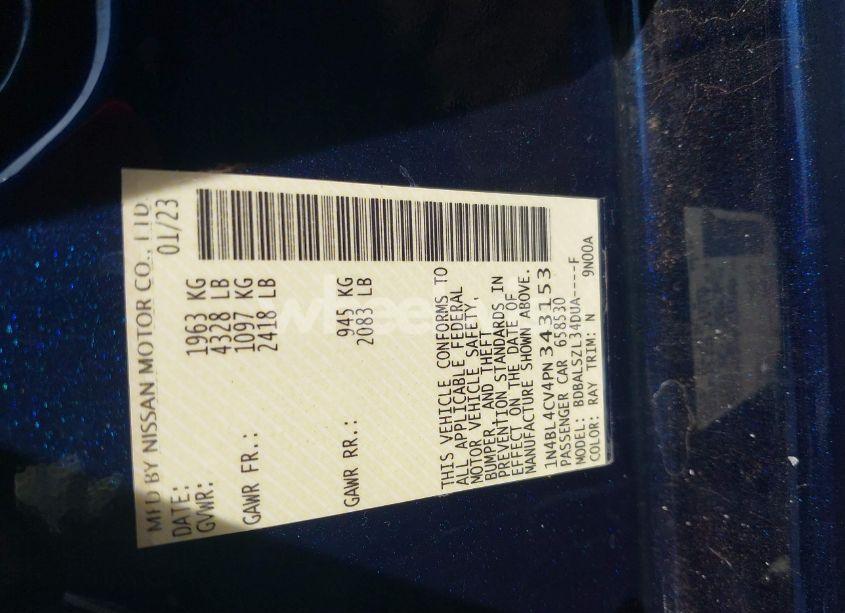 MFD BY NISSAN MOTOR CO., LTD.
DATE: 01/23
GVWR: 1963 KG
4328 LB
GAWR FR.: 1097 KG
2418 LB
GAWR RR.: 945 KG
2083 LB
THIS VEHICLE CONFORMS TO
ALL APPLICABLE FEDERAL
MOTOR VEHICLE SAFETY,
BUMPER, AND THEFT
PREVENTION STANDARDS IN
EFFECT ON THE DATE OF
MANUFACTURE SHOWN ABOVE.
1N4BL4CV4PN343153
PASSENGER CAR 658530
MODEL: BDBALSZL34DUA----F
COLOR: RAY TRIM: N 9N00A